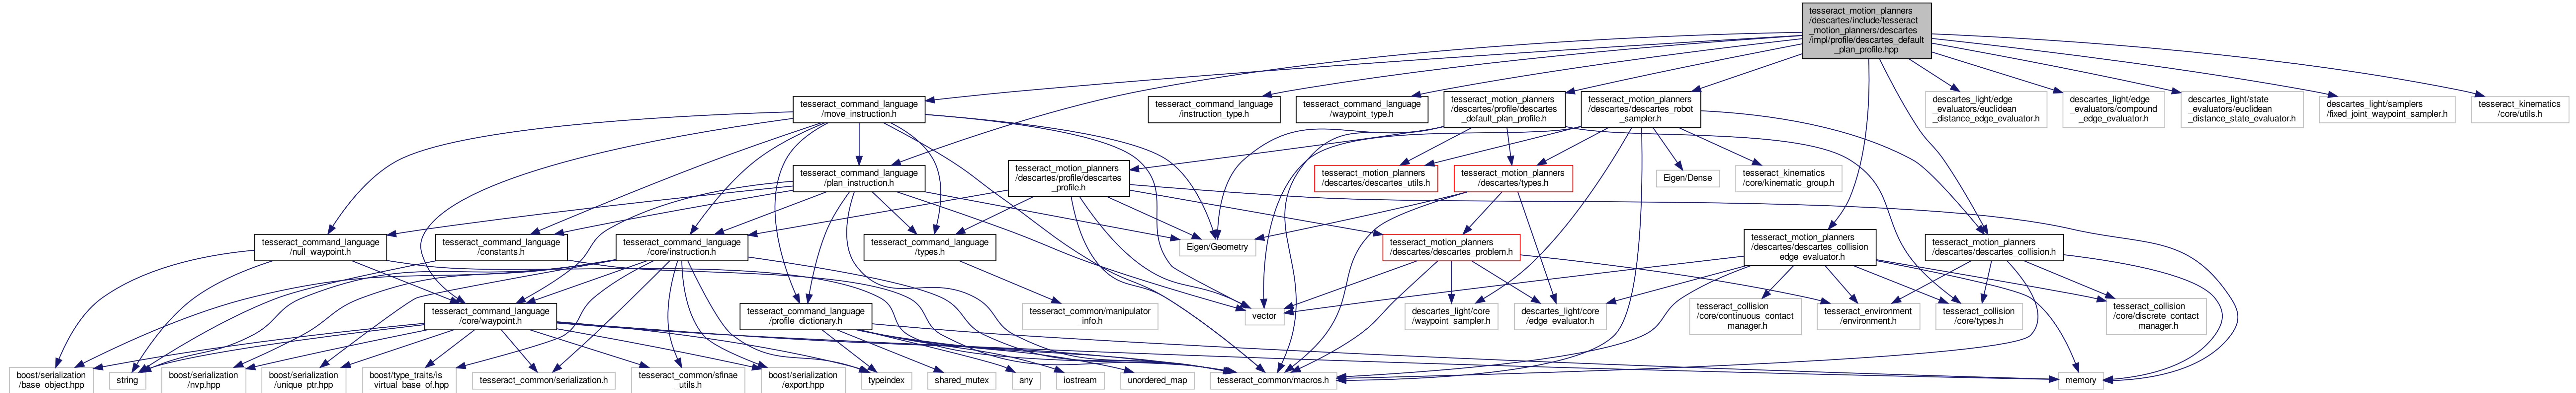 tesseract_motion_planners
/descartes/include/tesseract
_motion_planners/descartes
/impl/profile/descartes_default
_plan_profile.hpp
tesseract_command_language
/move_instruction.h
tesseract_command_language
/instruction_type.h
tesseract_command_language
/waypoint_type.h
tesseract_motion_planners
/descartes/profile/descartes
_default_plan_profile.h
tesseract_motion_planners
/descartes/descartes_robot
_sampler.h
descartes_light/edge
_evaluators/euclidean
_distance_edge_evaluator.h
descartes_light/edge
_evaluators/compound
_edge_evaluator.h
descartes_light/state
_evaluators/euclidean
_distance_state_evaluator.h
descartes_light/samplers
/fixed_joint_waypoint_sampler.h
tesseract_kinematics
/core/utils.h
tesseract_command_language
/plan_instruction.h
tesseract_motion_planners
/descartes/profile/descartes
_profile.h
tesseract_motion_planners
/descartes/descartes_utils.h
tesseract_motion_planners
/descartes/types.h
Eigen/Dense
tesseract_kinematics
/core/kinematic_group.h
tesseract_command_language
/null_waypoint.h
tesseract_command_language
/constants.h
tesseract_command_language
/core/instruction.h
tesseract_command_language
/types.h
Eigen/Geometry
tesseract_motion_planners
/descartes/descartes_problem.h
tesseract_motion_planners
/descartes/descartes_collision
_edge_evaluator.h
tesseract_motion_planners
/descartes/descartes_collision.h
tesseract_command_language
/core/waypoint.h
tesseract_command_language
/profile_dictionary.h
tesseract_common/manipulator
_info.h
vector
descartes_light/core
/waypoint_sampler.h
descartes_light/core
/edge_evaluator.h
tesseract_collision
/core/continuous_contact
_manager.h
tesseract_environment
/environment.h
tesseract_collision
/core/types.h
tesseract_collision
/core/discrete_contact
_manager.h
boost/serialization
/base_object.hpp
string
boost/serialization
/nvp.hpp
boost/serialization
/unique_ptr.hpp
boost/type_traits/is
_virtual_base_of.hpp
tesseract_common/serialization.h
tesseract_common/sfinae
_utils.h
boost/serialization
/export.hpp
typeindex
shared_mutex
any
iostream
unordered_map
tesseract_common/macros.h
memory